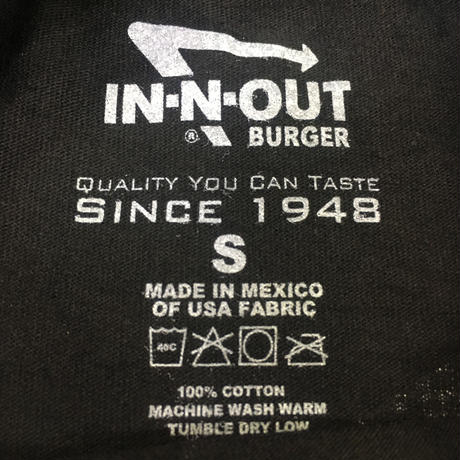 IN-N-OUT
® BURGER
QUALITY YOU CAN TASTE
SINCE 1948
S
MADE IN MEXICO
OF USA FABRIC
40C
100% COTTON
MACHINE WASH WARM
TUMBLE DRY LOW